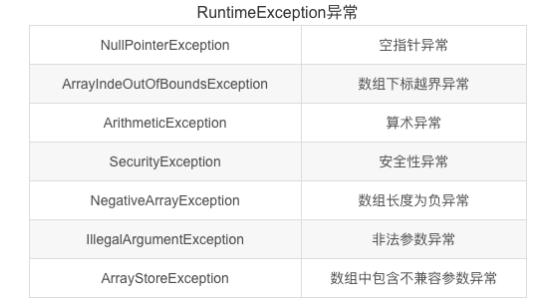 RuntimeException异常
NullPointerException 空指针异常
ArrayIndeOutOfBoundsException 数组下标越界异常
ArithmeticException 算术异常
SecurityException 安全性异常
NegativeArrayException 数组长度为负异常
IllegalArgumentException 非法参数异常
ArrayStoreException 数组中包含不兼容参数异常